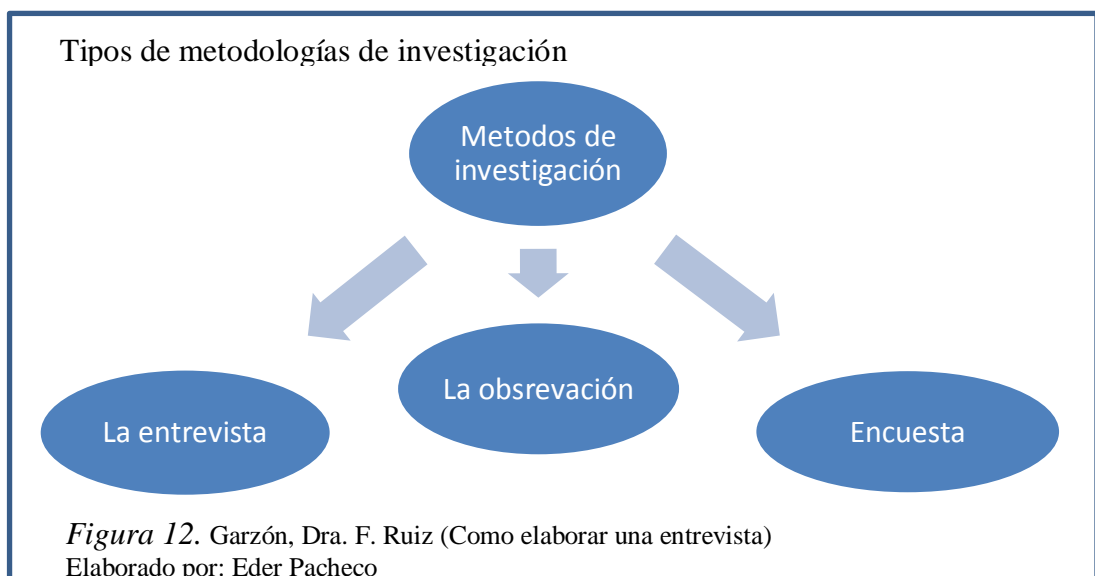 Tipos de metodologías de investigación
Metodos de
investigación
La entrevista
La obsrevación
Encuesta
Figura 12. Garzón, Dra. F. Ruiz (Como elaborar una entrevista)
Elaborado por: Eder Pacheco